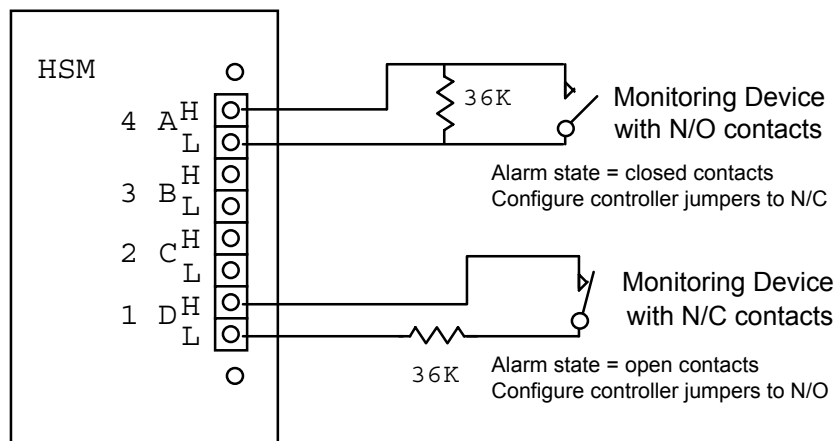 HSM
4 A H
L
3 B H
L
2 C H
L
1 D H
L
36K
Monitoring Device
with N/O contacts
Alarm state = closed contacts
Configure controller jumpers to N/C
36K
Monitoring Device
with N/C contacts
Alarm state = open contacts
Configure controller jumpers to N/O